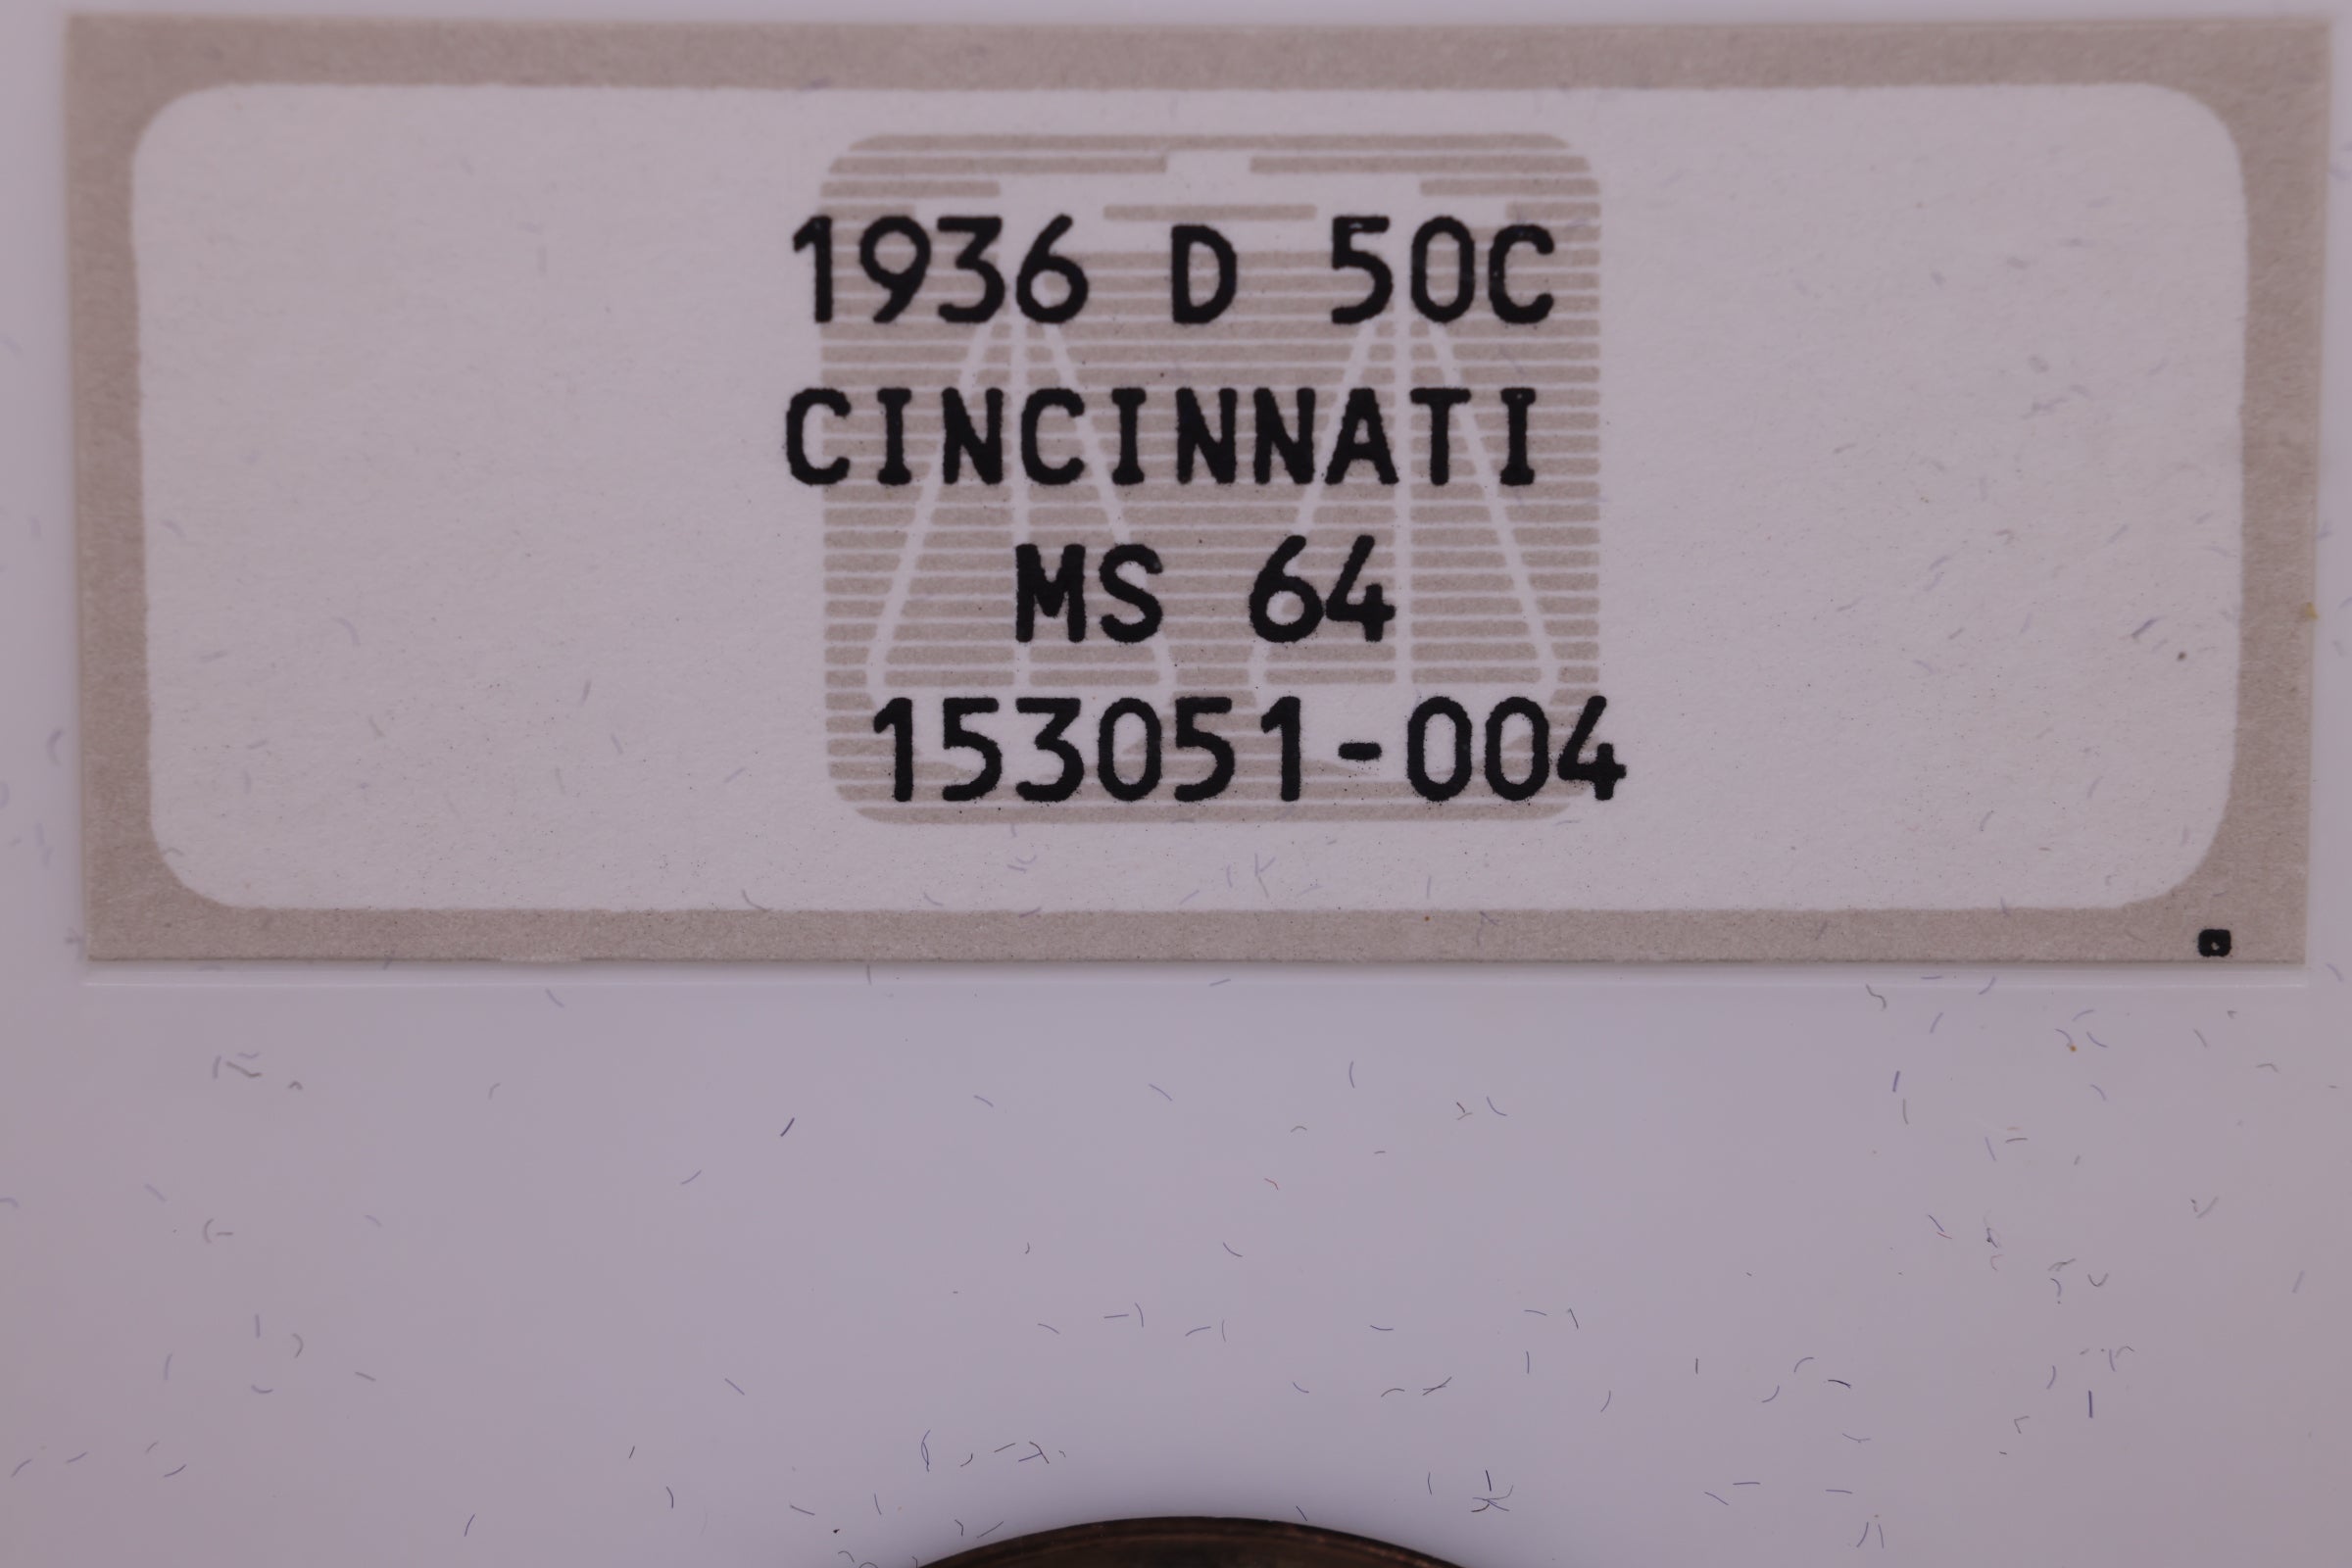 1936 D 50C
CINCINNATI
MS 64
153051-004